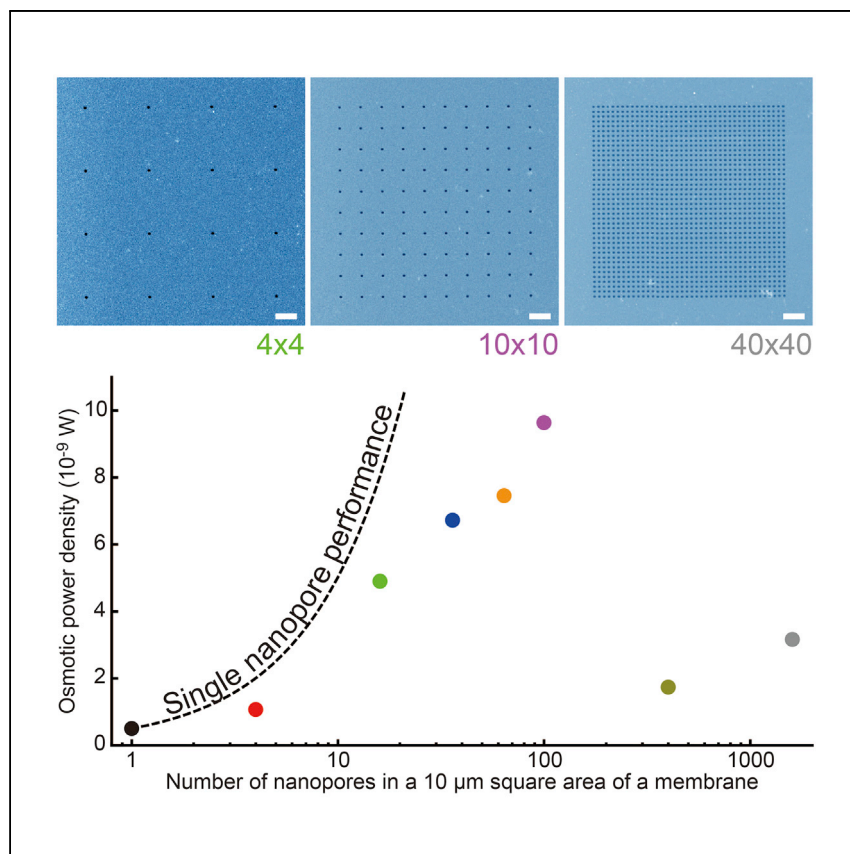 4x4
10x10
40x40
Osmotic power density (10⁻⁹ W)
10
8
6
4
2
0
Single nanopore performance
1
10
100
1000
Number of nanopores in a 10 µm square area of a membrane